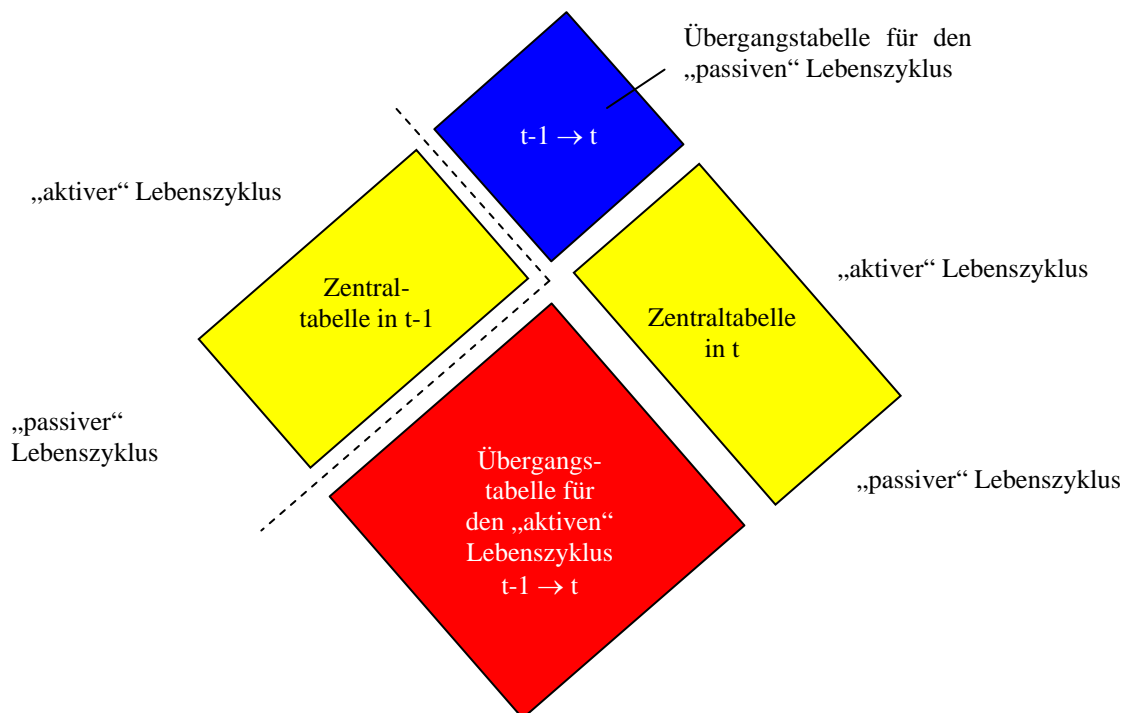 Übergangstabelle für den
„passiven“ Lebenszyklus
t-1 → t
„aktiver“ Lebenszyklus
„aktiver“ Lebenszyklus
Zentral-
tabelle in t-1
Zentraltabelle
in t
„passiver“
Lebenszyklus
Übergangs-
tabelle für
den „aktiven“
Lebenszyklus
t-1 → t
„passiver“ Lebenszyklus